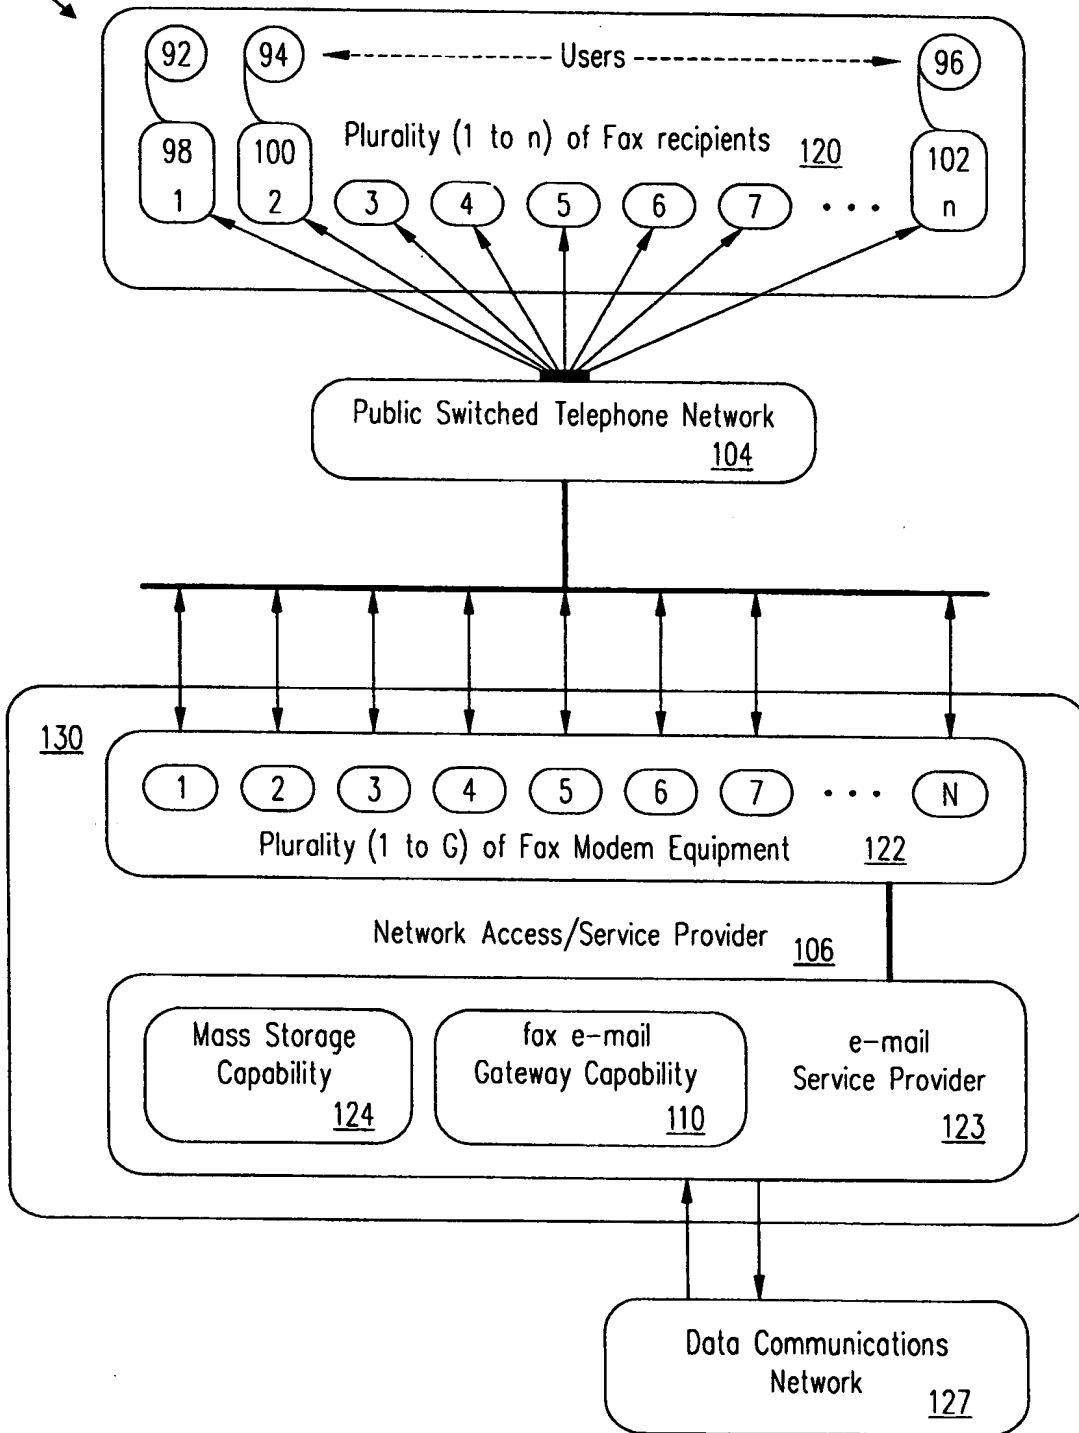 92 94 Users 96
Plurality (1 to n) of Fax recipients 120
98 100 102
1 2 3 4 5 6 7 ... n
Public Switched Telephone Network
104
130
1 2 3 4 5 6 7 ... N
Plurality (1 to G) of Fax Modem Equipment 122
Network Access/Service Provider 106
Mass Storage
Capability
124
fax e-mail
Gateway Capability
110
e-mail
Service Provider
123
Data Communications
Network
127